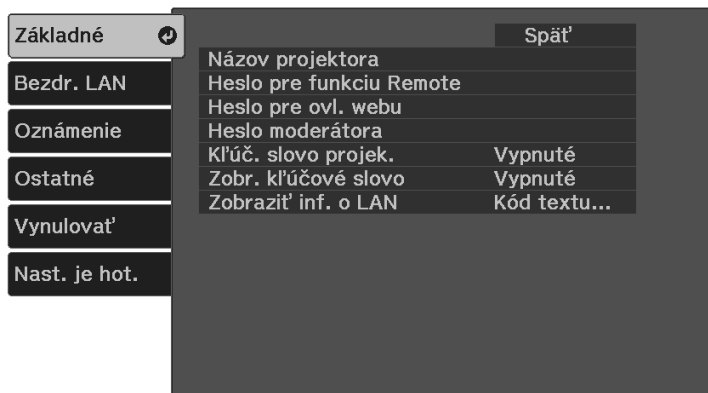 Základné
Bezdr. LAN
Oznámenie
Ostatné
Vynulovať
Nast. je hot.
Späť
Názov projektora
Heslo pre funkciu Remote
Heslo pre ovl. webu
Heslo moderátora
Kľúč. slovo projek. Vypnuté
Zobr. kľúčové slovo Vypnuté
Zobraziť inf. o LAN Kód textu...